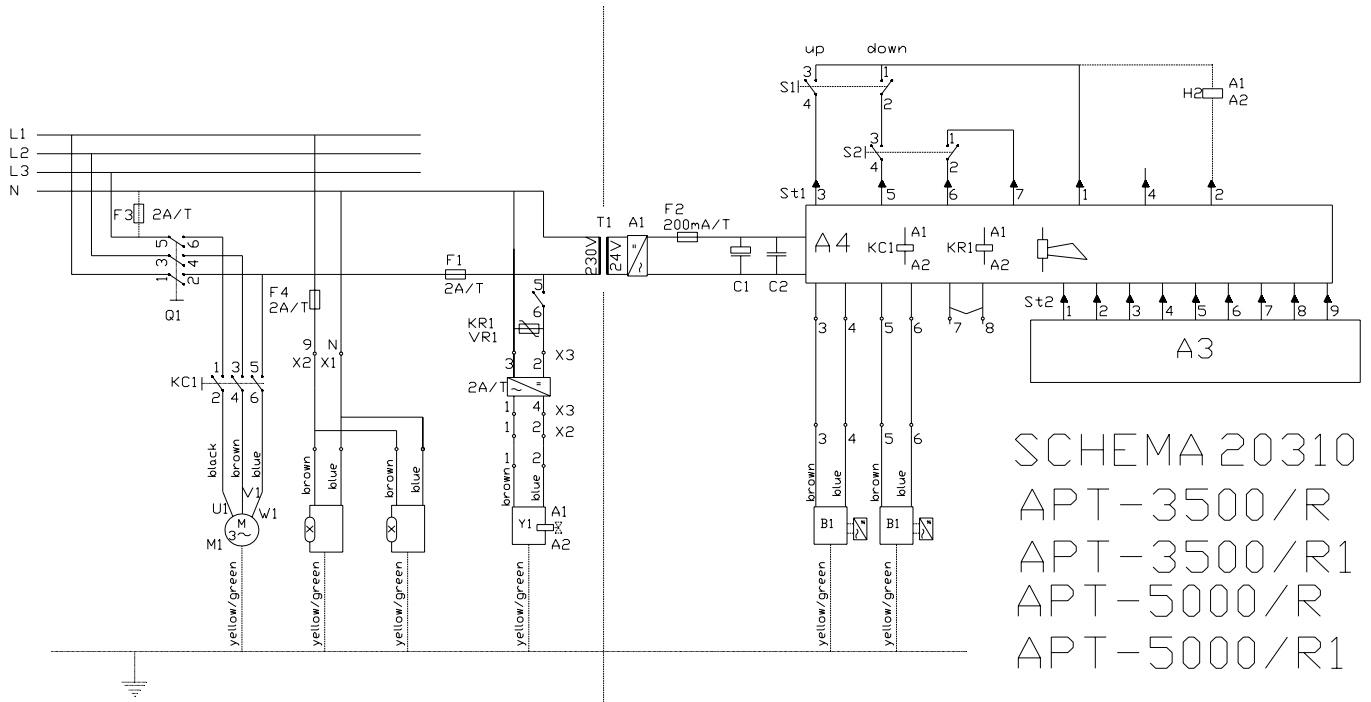 up down
3 1
S1
4 2
H2 A1
A2
L1
L2
L3
N
3 1
S2
4 2
St1 3 5 6 7 1 4 2
F3 2A/T
5 6
3 4
1 2
Q1
F1
2A/T
T1 A1
230V 24V
= ~
F2
200mA/T
C1 C2
A4
KC1 A1
A2
KR1 A1
A2
F4
2A/T
5
6
KR1
VR1
St2 1 2 3 4 5 6 7 8 9
A3
3 4 5 6 7 8
9 N
X2 X1
3 2 X3
2A/T ~ =
1 4 X3
1 2 X2
1 2
KC1 1 3 5
2 4 6
black brown blue
U1 V1 W1
M
3~
M1
brown blue
X
brown blue
X
brown blue
Y1 A1
A2
3 4 5 6
brown blue brown blue
B1 B1
yellow/green yellow/green yellow/green yellow/green yellow/green yellow/green
SCHEMA 20310
APT-3500/R
APT-3500/R1
APT-5000/R
APT-5000/R1